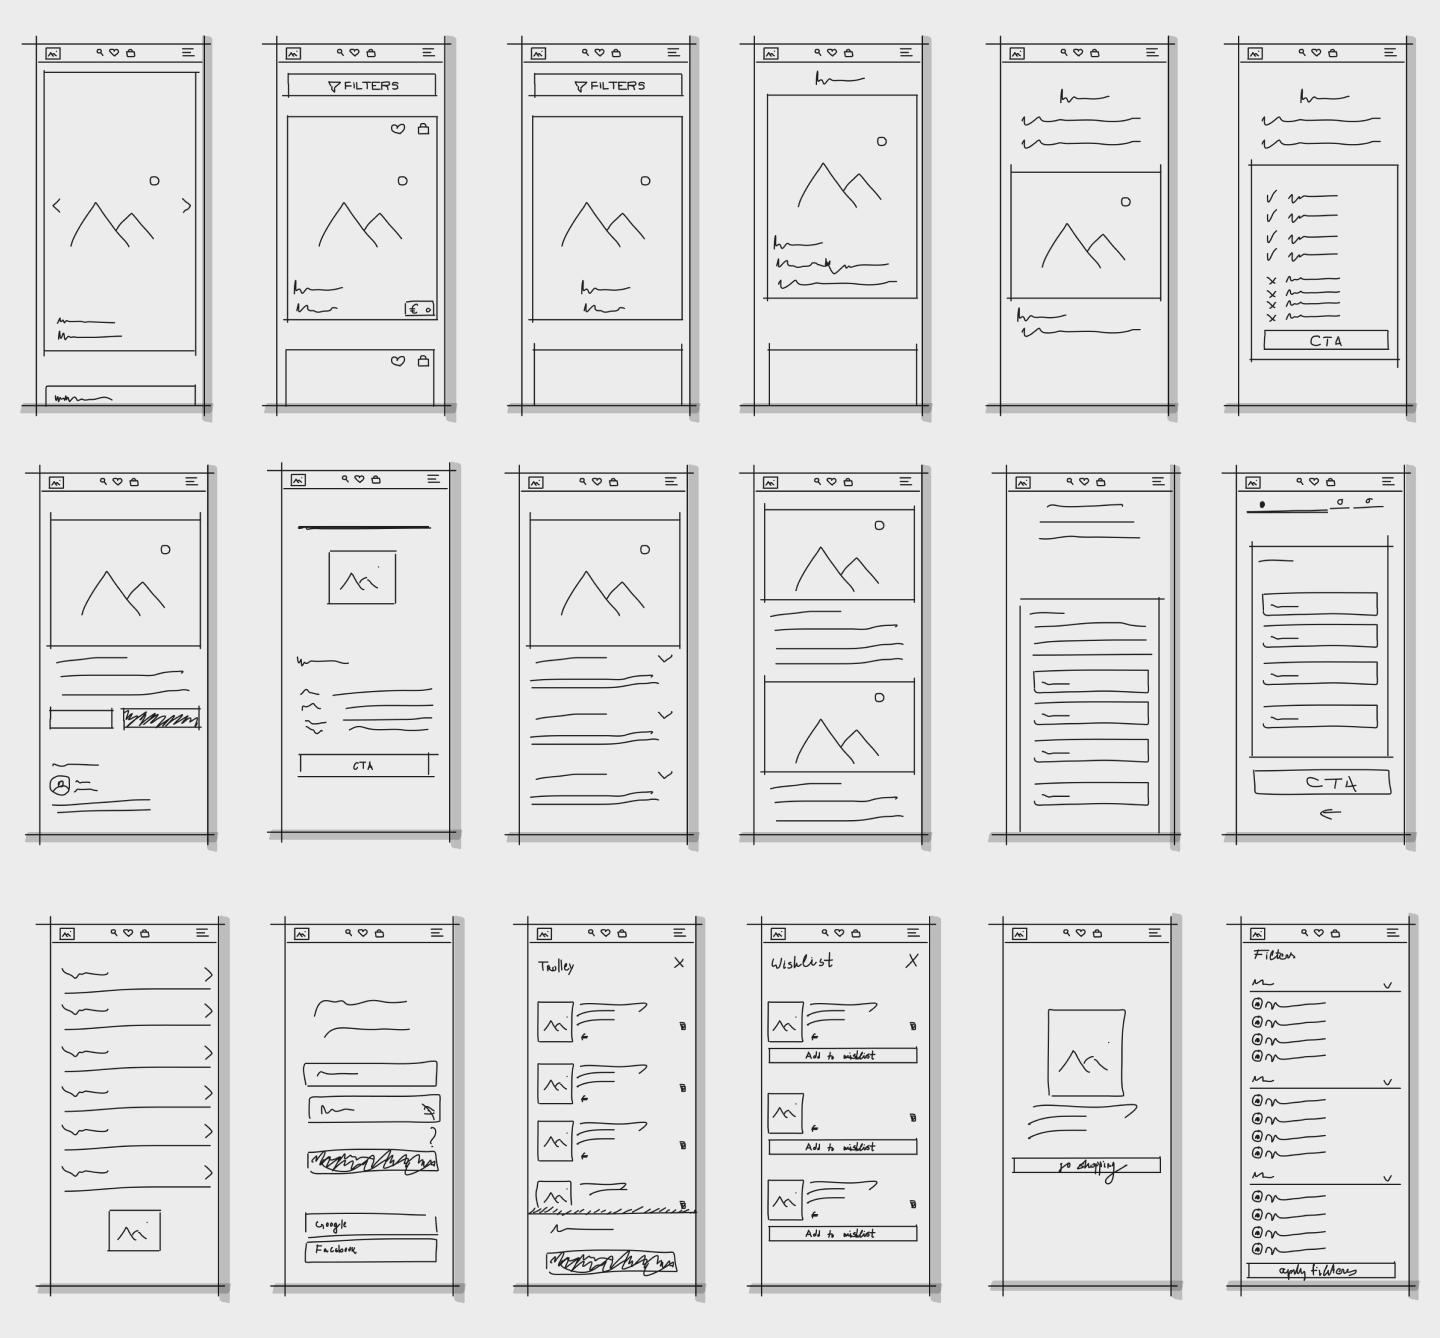 FILTERS
FILTERS
€
CTA
CTA
CTA
Google
Facebook
Trolley
X
Wishlist
X
Add to wishlist
Add to wishlist
Add to wishlist
go shopping
Filters
apply filters
?